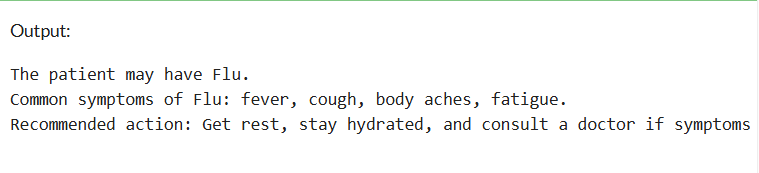 Output:
The patient may have Flu.
Common symptoms of Flu: fever, cough, body aches, fatigue.
Recommended action: Get rest, stay hydrated, and consult a doctor if symptoms